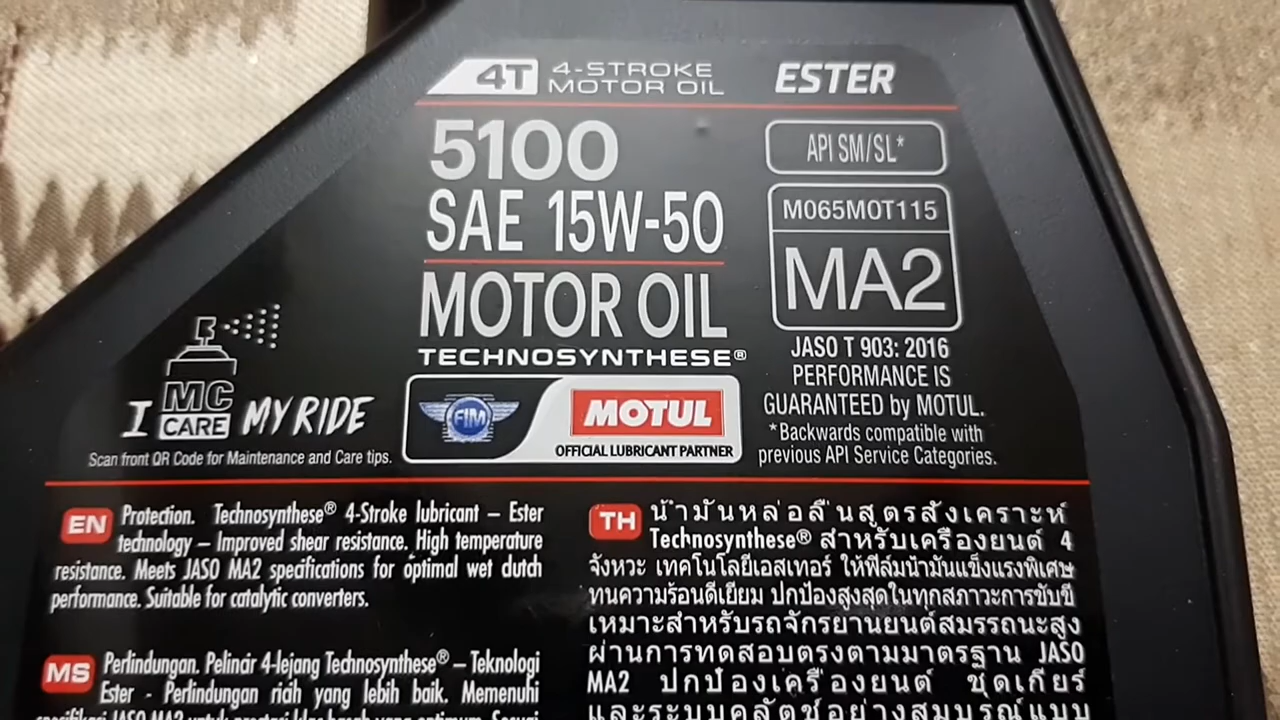 4T 4-STROKE MOTOR OIL
ESTER
5100
SAE 15W-50
MOTOR OIL
TECHNOSYNTHESE®
API SM/SL*
M065MOT115
MA2
JASO T 903: 2016
PERFORMANCE IS
GUARANTEED by MOTUL.
*Backwards compatible with
previous API Service Categories.
I MC CARE MY RIDE
Scan front QR Code for Maintenance and Care tips.
FIM
MOTUL
OFFICIAL LUBRICANT PARTNER
EN Protection. Technosynthese® 4-Stroke lubricant – Ester
technology – Improved shear resistance. High temperature
resistance. Meets JASO MA2 specifications for optimal wet clutch
performance. Suitable for catalytic converters.
MS Perlindungan. Pelincir 4-lejang Technosynthese® – Teknologi
Ester - Perlindungan ricih yang lebih baik. Memenuhi
spesifikasi JASO MA2 untuk prestasi
TH น้ำมันหล่อลื่นสูตรสังเคราะห์
Technosynthese® สำหรับเครื่องยนต์ 4
จังหวะ เทคโนโลยีเอสเทอร์ ให้ฟิล์มน้ำมันแข็งแรงพิเศษ
ทนความร้อนดีเยี่ยม ปกป้องสูงสุดในทุกสภาวะการขับขี่
เหมาะสำหรับรถจักรยานยนต์สมรรถนะสูง
ผ่านการทดสอบตรงตามมาตรฐาน JASO
MA2 ปกป้องเครื่องยนต์ ชุดเกียร์
และระบบคลัตช์อย่างสมบูรณ์แบบ